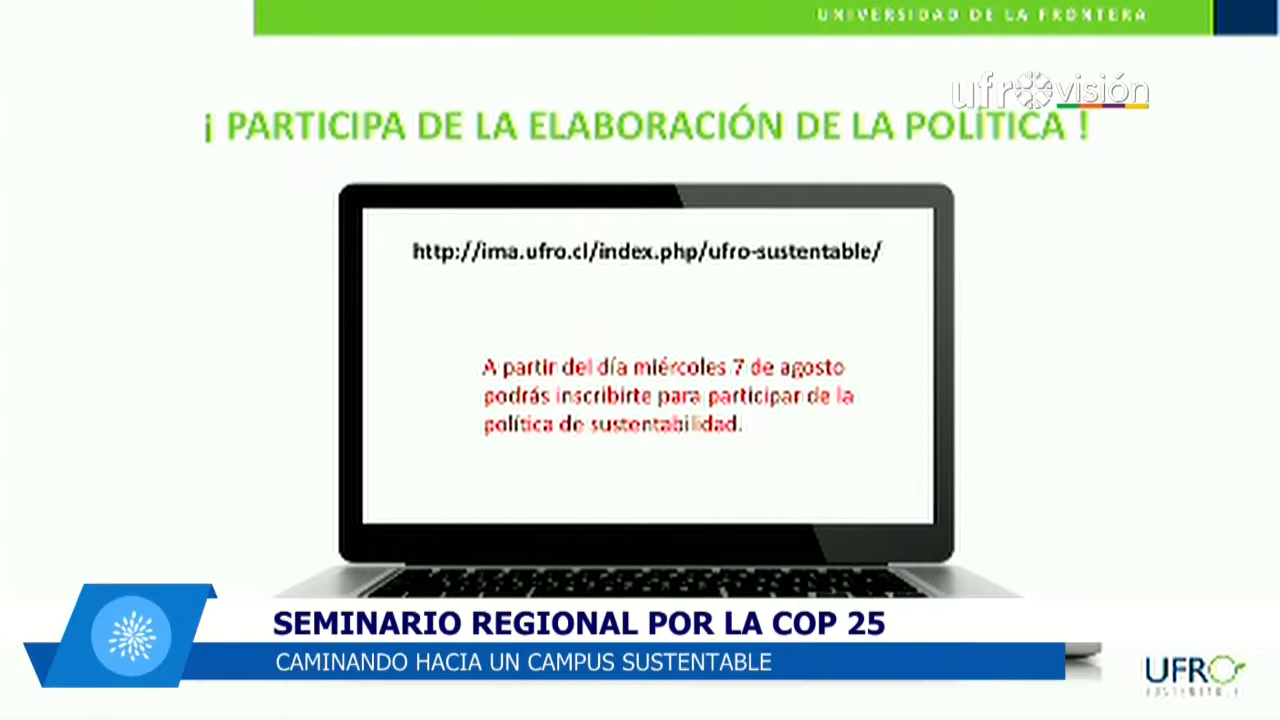 UNIVERSIDAD DE LA FRONTERA
ufrovisión
¡ PARTICIPA DE LA ELABORACIÓN DE LA POLÍTICA !
http://ima.ufro.cl/index.php/ufro-sustentable/
A partir del día miércoles 7 de agosto
podrás inscribirte para participar de la
política de sustentabilidad.
SEMINARIO REGIONAL POR LA COP 25
CAMINANDO HACIA UN CAMPUS SUSTENTABLE
UFRO
SUSTENTABLE